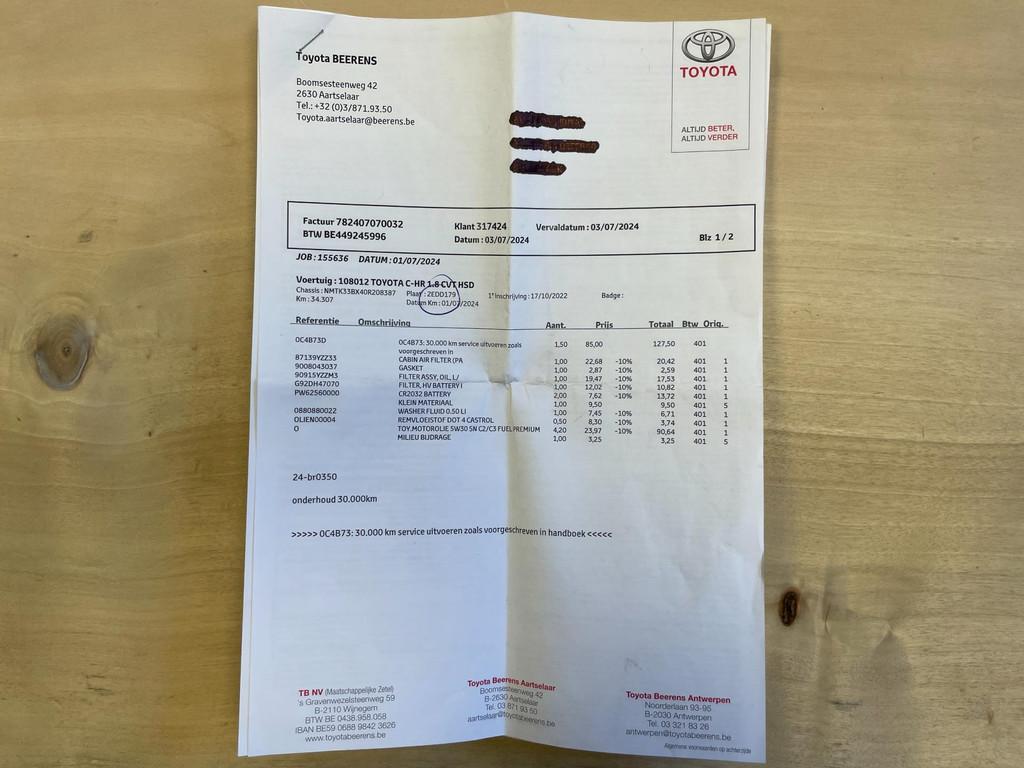 Toyota BEERENS
Boomsesteenweg 42
2630 Aartselaar
Tel.: +32 (0)3/871.93.50
Toyota.aartselaar@beerens.be
TOYOTA
ALTIJD BETER,
ALTIJD VERDER
Factuur 782407070032 Klant 317424 Vervaldatum : 03/07/2024
BTW BE449245996 Datum : 03/07/2024 Blz 1 / 2
JOB : 155636 DATUM : 01/07/2024
Voertuig : 108012 TOYOTA C-HR 1.8 CVT HSD
Chassis : NMTK33BX40R208387 Plaat : 2EDD179 1° Inschrijving : 17/10/2022 Badge :
Km : 34.307 Datum Km : 01/07/2024
Referentie Omschrijving Aant. Prijs Totaal Btw Orig.
0C4B73D 0C4B73: 30.000 km service uitvoeren zoals 1,50 85,00 127,50 401
voorgeschreven in
87139YZZ33 CABIN AIR FILTER (PA 1,00 22,68 -10% 20,42 401 1
9008043037 GASKET 1,00 2,87 -10% 2,59 401 1
90915YZZM3 FILTER ASSY, OIL, L/ 1,00 19,47 -10% 17,53 401 1
G92DH47070 FILTER, HV BATTERY I 1,00 12,02 -10% 10,82 401 1
PW62560000 CR2032 BATTERY 2,00 7,62 -10% 13,72 401 1
KLEIN MATERIAAL 1,00 9,50 9,50 401 5
0880880022 WASHER FLUID 0.50 LI 1,00 7,45 -10% 6,71 401 1
OLIEN00004 REMVLOEISTOF DOT 4 CASTROL 0,50 8,30 -10% 3,74 401 1
O TOY.MOTOROLIE 5W30 SN C2/C3 FUEL PREMIUM 4,20 23,97 -10% 90,64 401 1
MILIEU BIJDRAGE 1,00 3,25 3,25 401 5
24-br0350
onderhoud 30.000km
>>>>> 0C4B73: 30.000 km service uitvoeren zoals voorgeschreven in handboek <<<<<
TB NV (Maatschappelijke Zetel)
's Gravenwezelsteenweg 59
B-2110 Wijnegem
BTW BE 0438.958.058
IBAN BE59 0688 9842 3626
www.toyotabeerens.be
Toyota Beerens Aartselaar
Boomsesteenweg 42
B-2630 Aartselaar
Tel. 03 871 93 50
aartselaar@toyotabeerens.be
Toyota Beerens Antwerpen
Noorderlaan 93-95
B-2030 Antwerpen
Tel. 03 321 83 26
antwerpen@toyotabeerens.be
Algemene voorwaarden op achterzijde